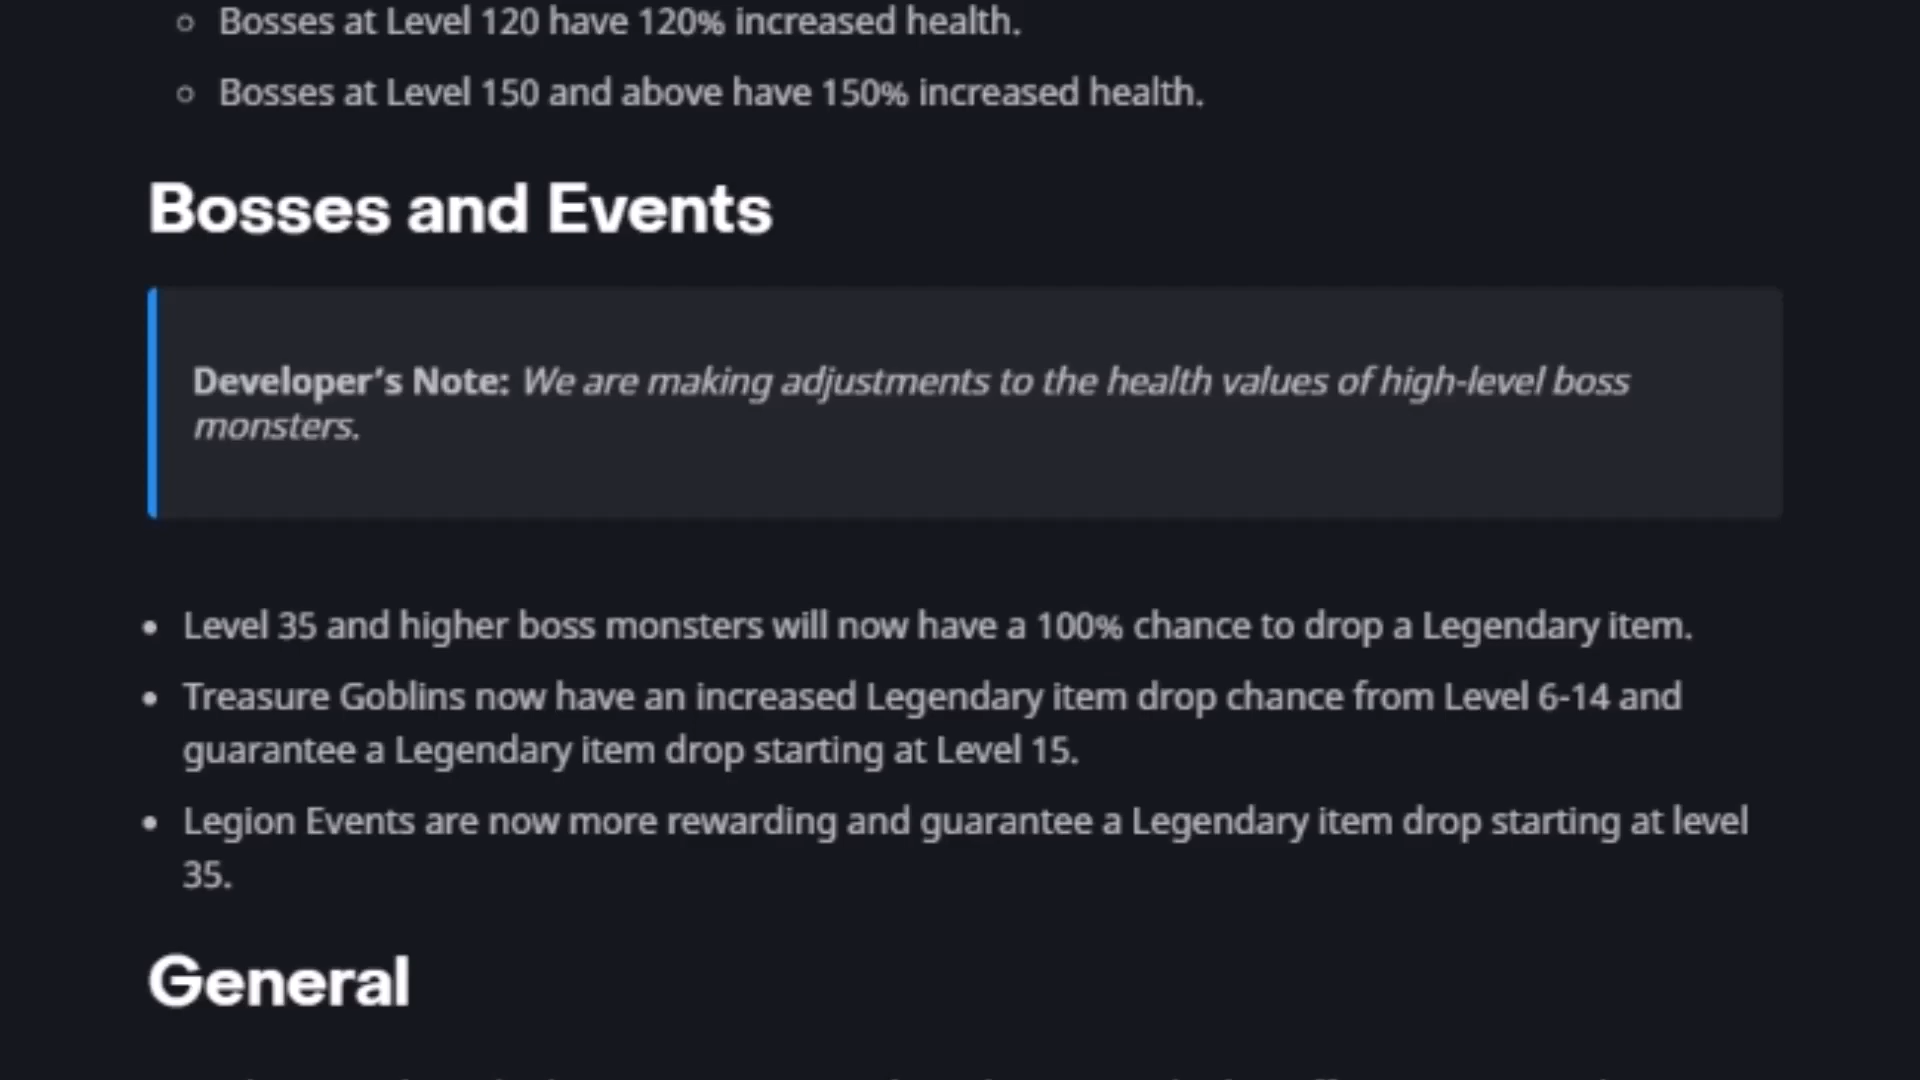 Bosses at Level 120 have 120% increased health.
Bosses at Level 150 and above have 150% increased health.
Bosses and Events
Developer's Note: We are making adjustments to the health values of high-level boss
monsters.
Level 35 and higher boss monsters will now have a 100% chance to drop a Legendary item.
Treasure Goblins now have an increased Legendary item drop chance from Level 6-14 and
guarantee a Legendary item drop starting at Level 15.
Legion Events are now more rewarding and guarantee a Legendary item drop starting at level
35.
General